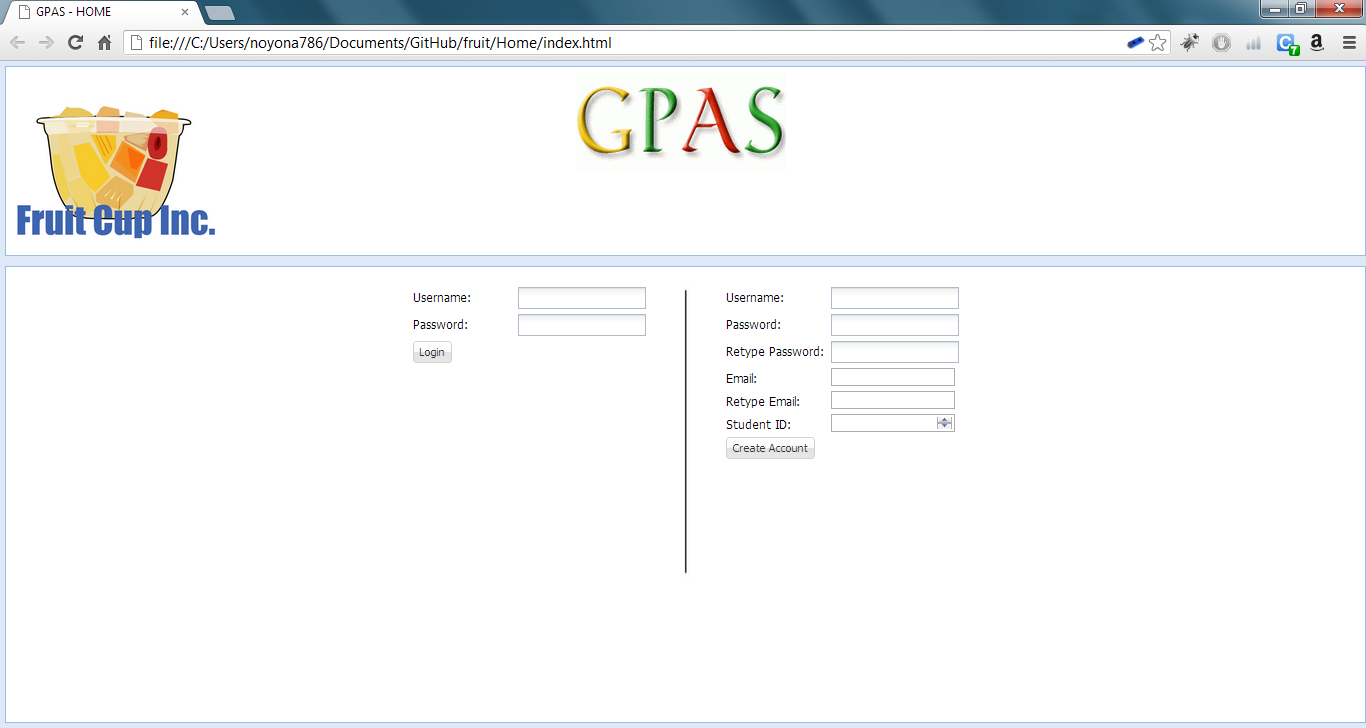 GPAS - HOME
file:///C:/Users/noyona786/Documents/GitHub/fruit/Home/index.html
C 7 a
GPAS
Fruit Cup Inc.
Username:
Password:
Login
Username:
Password:
Retype Password:
Email:
Retype Email:
Student ID:
Create Account